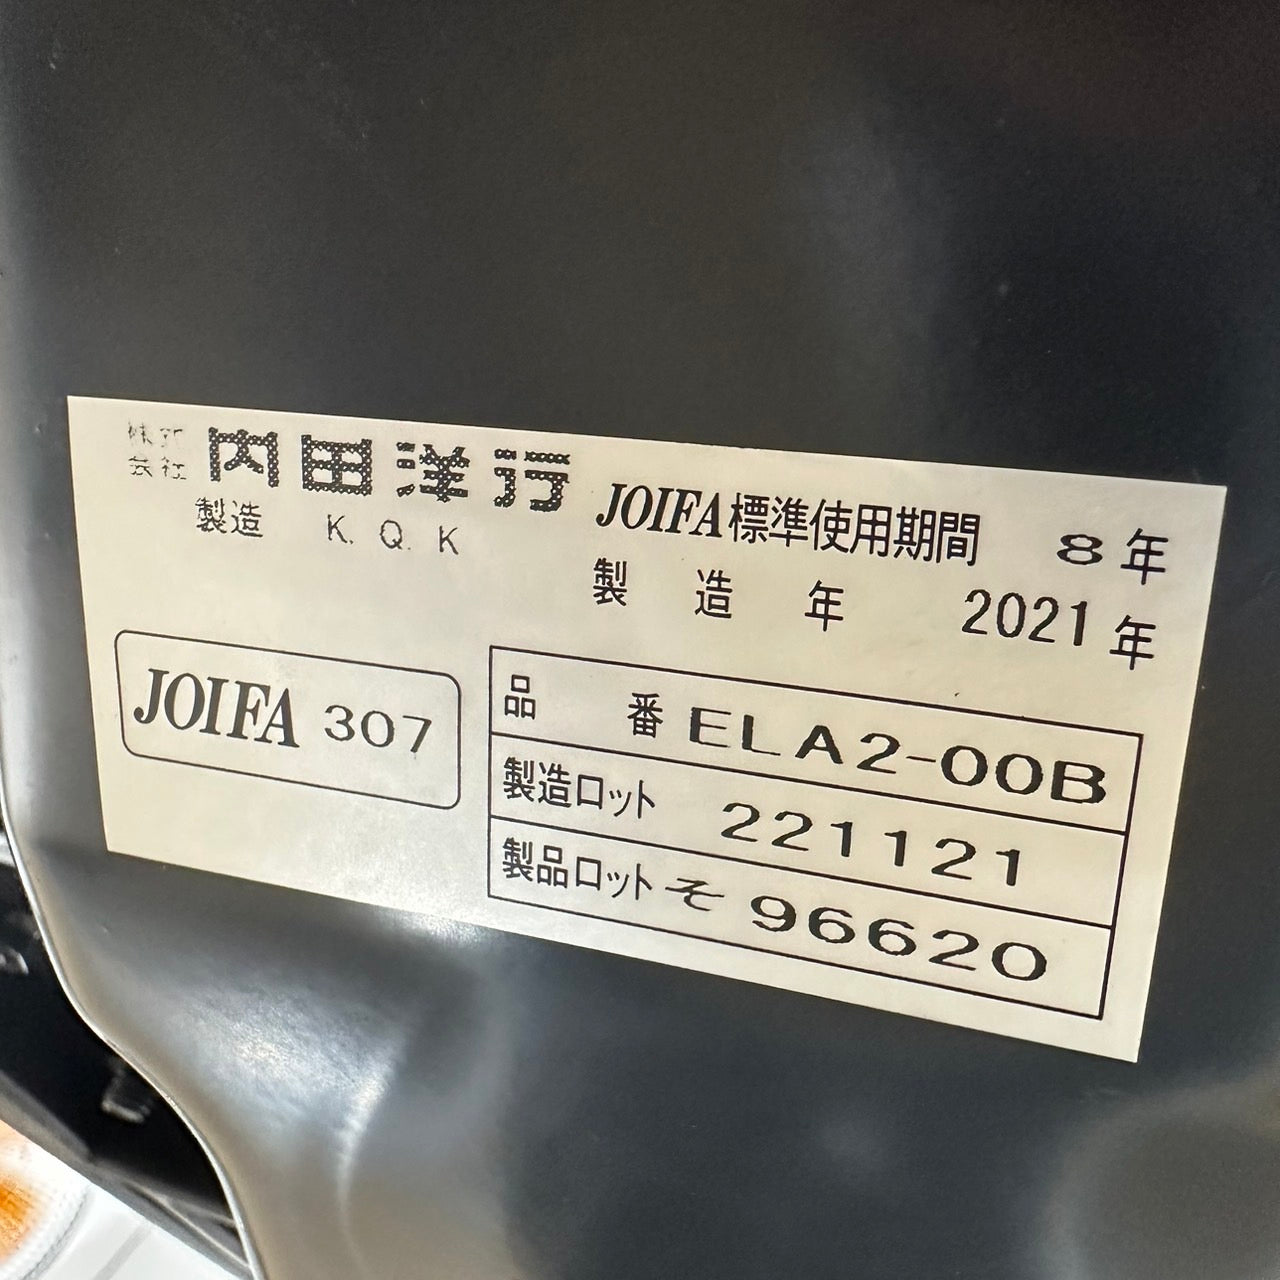 株式会社 内田洋行
製造 K.Q.K
JOIFA標準使用期間 8年
製造年 2021年
JOIFA 307
品番 ELA2-00B
製造ロット 221121
製品ロット そ 96620